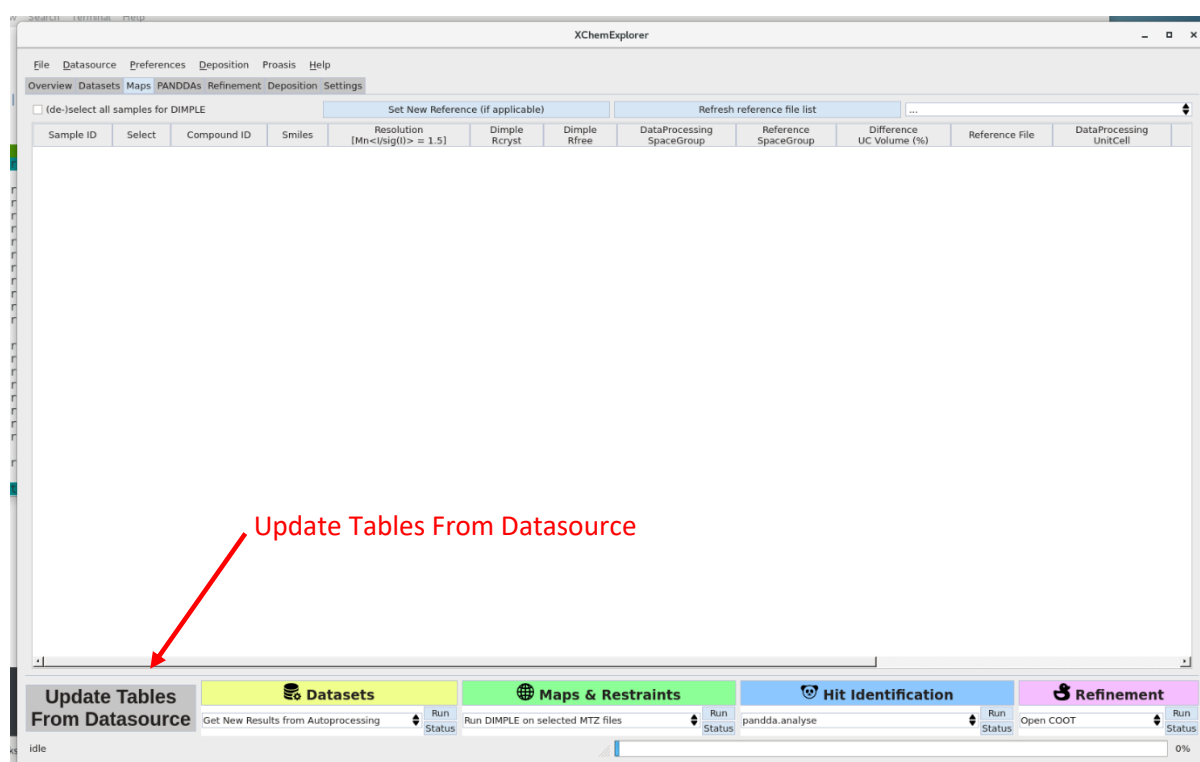 Search Terminal Help
XChemExplorer
File Datasource Preferences Deposition Proasis Help
Overview Datasets Maps PANDDAs Refinement Deposition Settings
(de-)select all samples for DIMPLE Set New Reference (if applicable) Refresh reference file list ...
Sample ID Select Compound ID Smiles Resolution [Mn<I/sig(I)> = 1.5] Dimple Rcryst Dimple Rfree DataProcessing SpaceGroup Reference SpaceGroup Difference UC Volume (%) Reference File DataProcessing UnitCell
Update Tables From Datasource
Update Tables From Datasource
Datasets Maps & Restraints Hit Identification Refinement
Get New Results from Autoprocessing Run Status Run DIMPLE on selected MTZ files Run Status pandda.analyse Run Status Open COOT Run Status
idle 0%